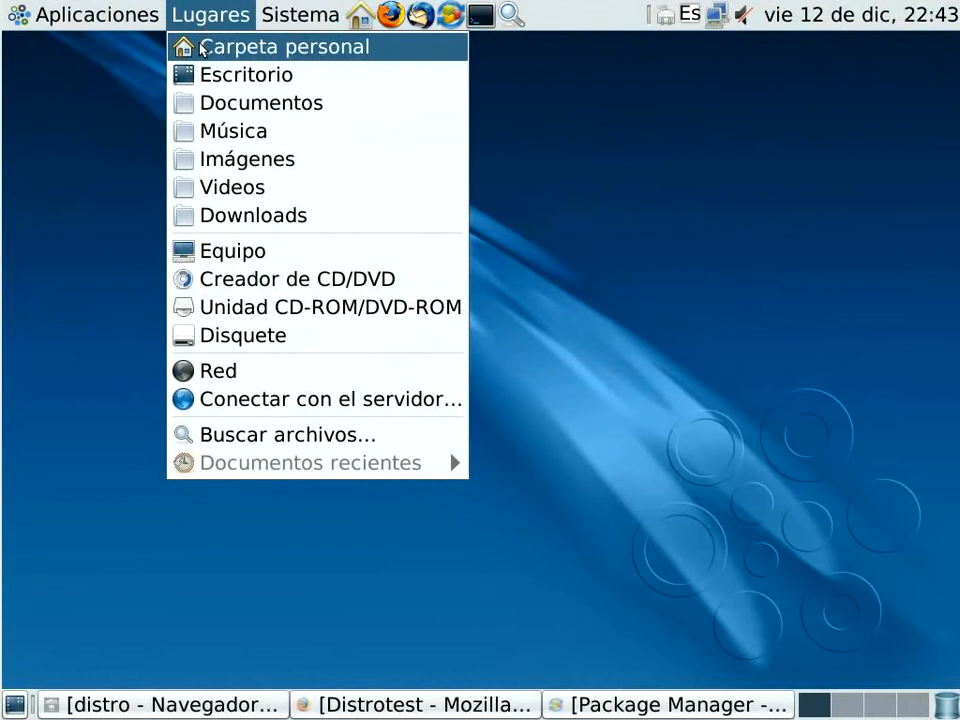 Aplicaciones Lugares Sistema Es vie 12 de dic, 22:43
Carpeta personal
Escritorio
Documentos
Música
Imágenes
Videos
Downloads
Equipo
Creador de CD/DVD
Unidad CD-ROM/DVD-ROM
Disquete
Red
Conectar con el servidor...
Buscar archivos...
Documentos recientes
[distro - Navegador... [Distrotest - Mozilla... [Package Manager -...